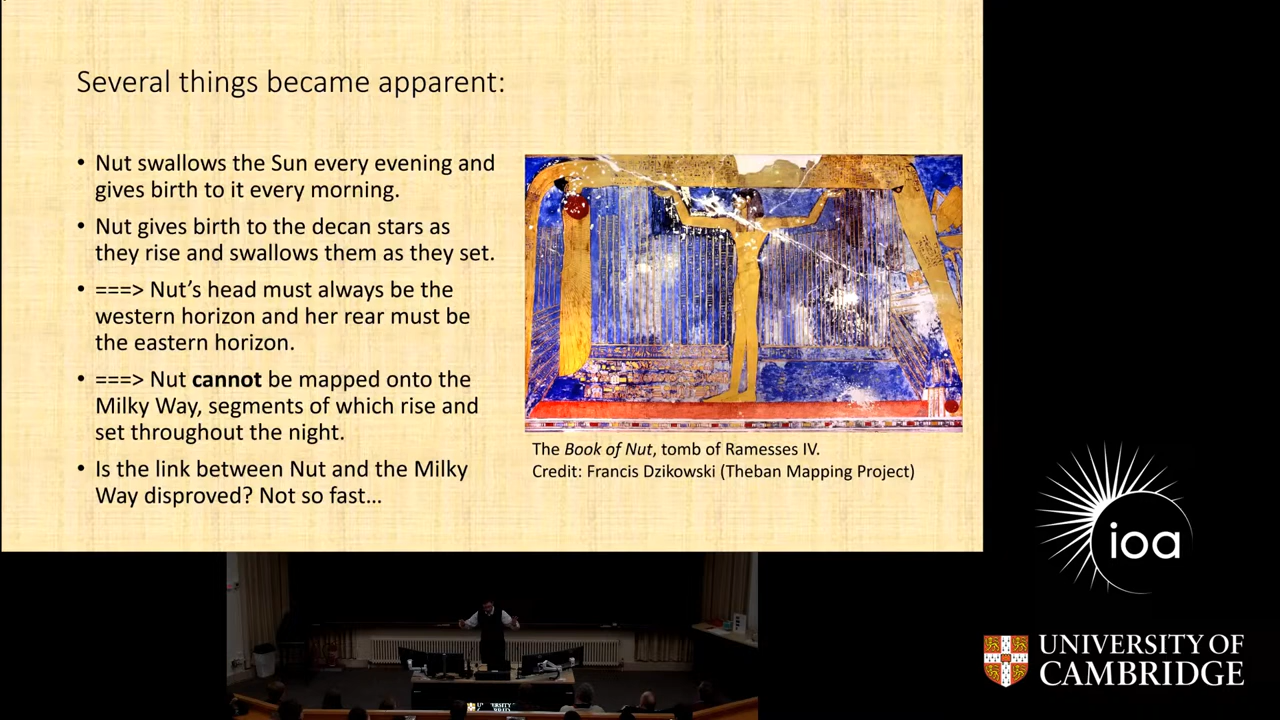 Several things became apparent:
• Nut swallows the Sun every evening and
gives birth to it every morning.
• Nut gives birth to the decan stars as
they rise and swallows them as they set.
• ===> Nut’s head must always be the
western horizon and her rear must be
the eastern horizon.
• ===> Nut cannot be mapped onto the
Milky Way, segments of which rise and
set throughout the night.
• Is the link between Nut and the Milky
Way disproved? Not so fast…
The Book of Nut, tomb of Ramesses IV.
Credit: Francis Dzikowski (Theban Mapping Project)
ioa
UNIVERSITY OF
CAMBRIDGE